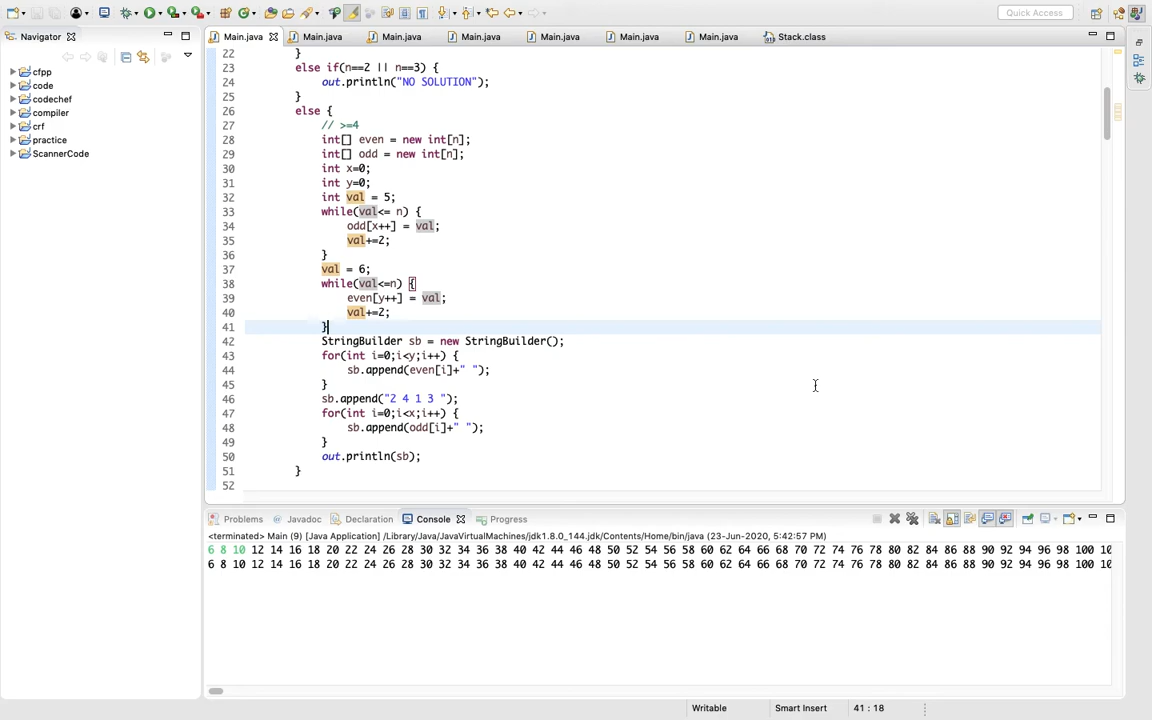 Quick Access
Navigator
Main.java Main.java Main.java Main.java Main.java Main.java Main.java Stack.class
cfpp
code
codechef
compiler
crf
practice
ScannerCode
22 }
23 else if(n==2 || n==3) {
24 out.println("NO SOLUTION");
25 }
26 else {
27 // >=4
28 int[] even = new int[n];
29 int[] odd = new int[n];
30 int x=0;
31 int y=0;
32 int val = 5;
33 while(val<= n) {
34 odd[x++] = val;
35 val+=2;
36 }
37 val = 6;
38 while(val<=n) {
39 even[y++] = val;
40 val+=2;
41 }
42 StringBuilder sb = new StringBuilder();
43 for(int i=0;i<y;i++) {
44 sb.append(even[i]+" ");
45 }
46 sb.append("2 4 1 3 ");
47 for(int i=0;i<x;i++) {
48 sb.append(odd[i]+" ");
49 }
50 out.println(sb);
51 }
52
Problems Javadoc Declaration Console Progress
<terminated> Main (9) [Java Application] /Library/Java/JavaVirtualMachines/jdk1.8.0_144.jdk/Contents/Home/bin/java (23-Jun-2020, 5:42:57 PM)
6 8 10 12 14 16 18 20 22 24 26 28 30 32 34 36 38 40 42 44 46 48 50 52 54 56 58 60 62 64 66 68 70 72 74 76 78 80 82 84 86 88 90 92 94 96 98 100 10
6 8 10 12 14 16 18 20 22 24 26 28 30 32 34 36 38 40 42 44 46 48 50 52 54 56 58 60 62 64 66 68 70 72 74 76 78 80 82 84 86 88 90 92 94 96 98 100 10
Writable Smart Insert 41 : 18